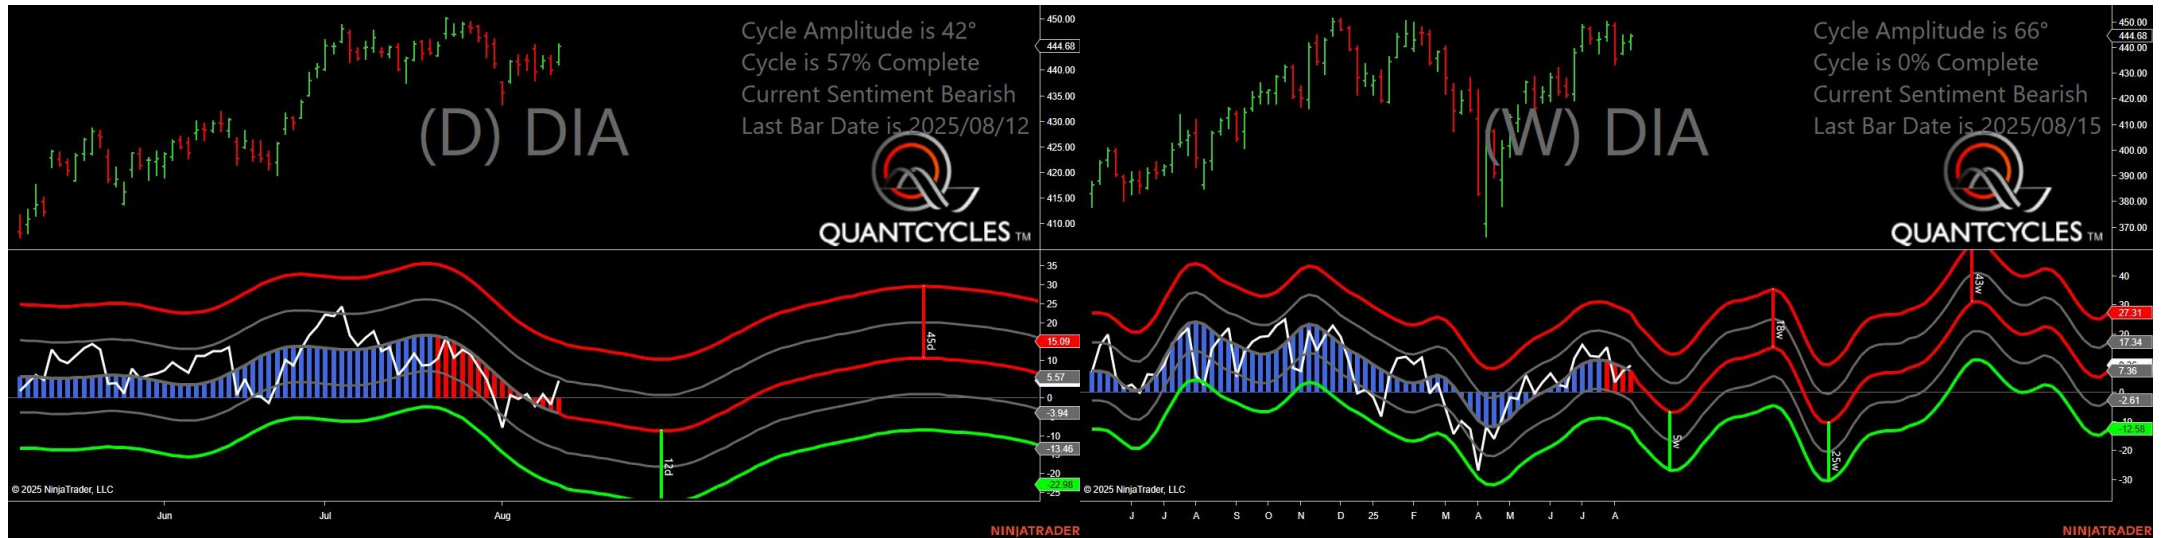 Cycle Amplitude is 42°
Cycle is 57% Complete
Current Sentiment Bearish
Last Bar Date is 2025/08/12
(D) DIA
QUANTCYCLES TM
450.00
444.68
440.00
435.00
430.00
425.00
420.00
415.00
410.00
35
30
25
20
15.09
10
5.57
0
-3.94
-10
-13.46
-20
-22.98
-25
45d
12d
© 2025 NinjaTrader, LLC
Jun Jul Aug
NINJATRADER
Cycle Amplitude is 66°
Cycle is 0% Complete
Current Sentiment Bearish
Last Bar Date is 2025/08/15
(W) DIA
QUANTCYCLES TM
450.00
444.68
440.00
430.00
420.00
410.00
400.00
390.00
380.00
370.00
40
30
27.31
20
17.34
7.36
0
-2.61
-10
-12.58
-20
-30
43w
18w
5w
25w
© 2025 NinjaTrader, LLC
J J A S O N D 25 F M A M J J A
NINJATRADER